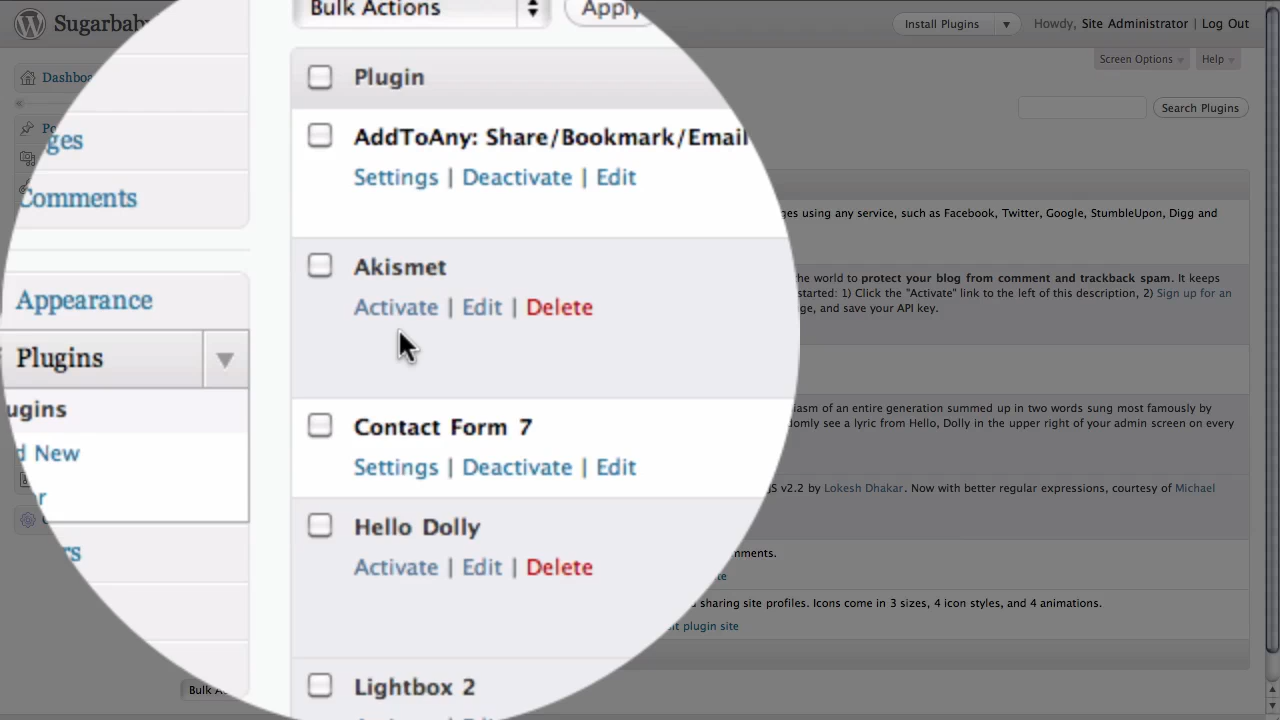 Bulk Actions
Apply
Sugarbab
Install Plugins
Howdy, Site Administrator | Log Out
Screen Options
Help
Search Plugins
Dashbo
Po
ges
Comments
Appearance
Plugins
ugins
d New
r
rs
Plugin
AddToAny: Share/Bookmark/Email
Settings | Deactivate | Edit
ges using any service, such as Facebook, Twitter, Google, StumbleUpon, Digg and
Akismet
Activate | Edit | Delete
he world to protect your blog from comment and trackback spam. It keeps
started: 1) Click the "Activate" link to the left of this description, 2) Sign up for an
ge, and save your API key.
Contact Form 7
Settings | Deactivate | Edit
iasm of an entire generation summed up in two words sung most famously by
domly see a lyric from Hello, Dolly in the upper right of your admin screen on every
Hello Dolly
Activate | Edit | Delete
JS v2.2 by Lokesh Dhakar. Now with better regular expressions, courtesy of Michael
mments.
te
sharing site profiles. Icons come in 3 sizes, 4 icon styles, and 4 animations.
it plugin site
Lightbox 2
Bulk A